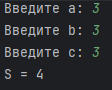 Введите a: 3
Введите b: 3
Введите c: 3
S = 4